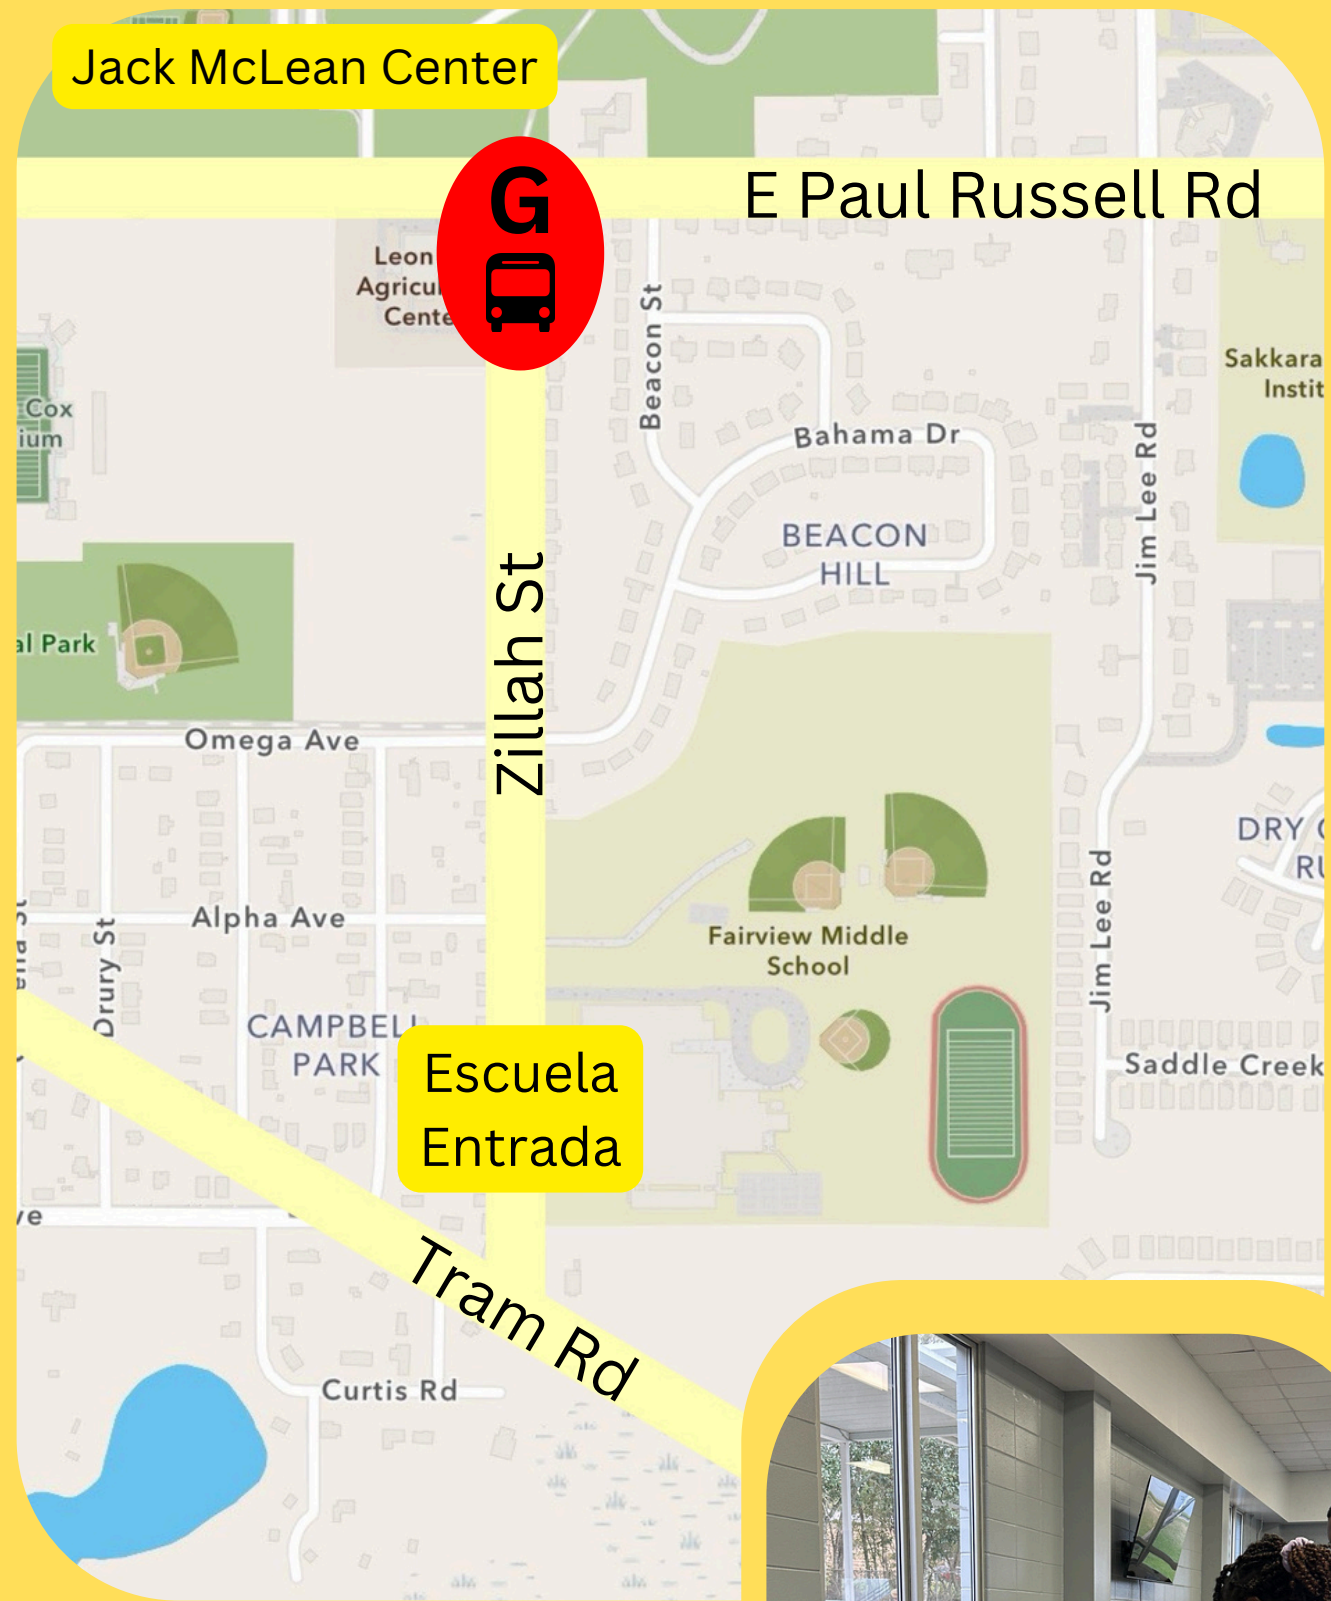 Jack McLean Center
G
E Paul Russell Rd
Leon
Agricu
Cente
Beacon St
Sakkara
Instit
Cox
ium
Bahama Dr
Jim Lee Rd
BEACON
HILL
Zillah St
al Park
Omega Ave
DRY
RU
Alpha Ave
Drury St
Fairview Middle
School
Jim Lee Rd
CAMPBELL
PARK
Escuela
Entrada
Saddle Creek
ve
Tram Rd
Curtis Rd